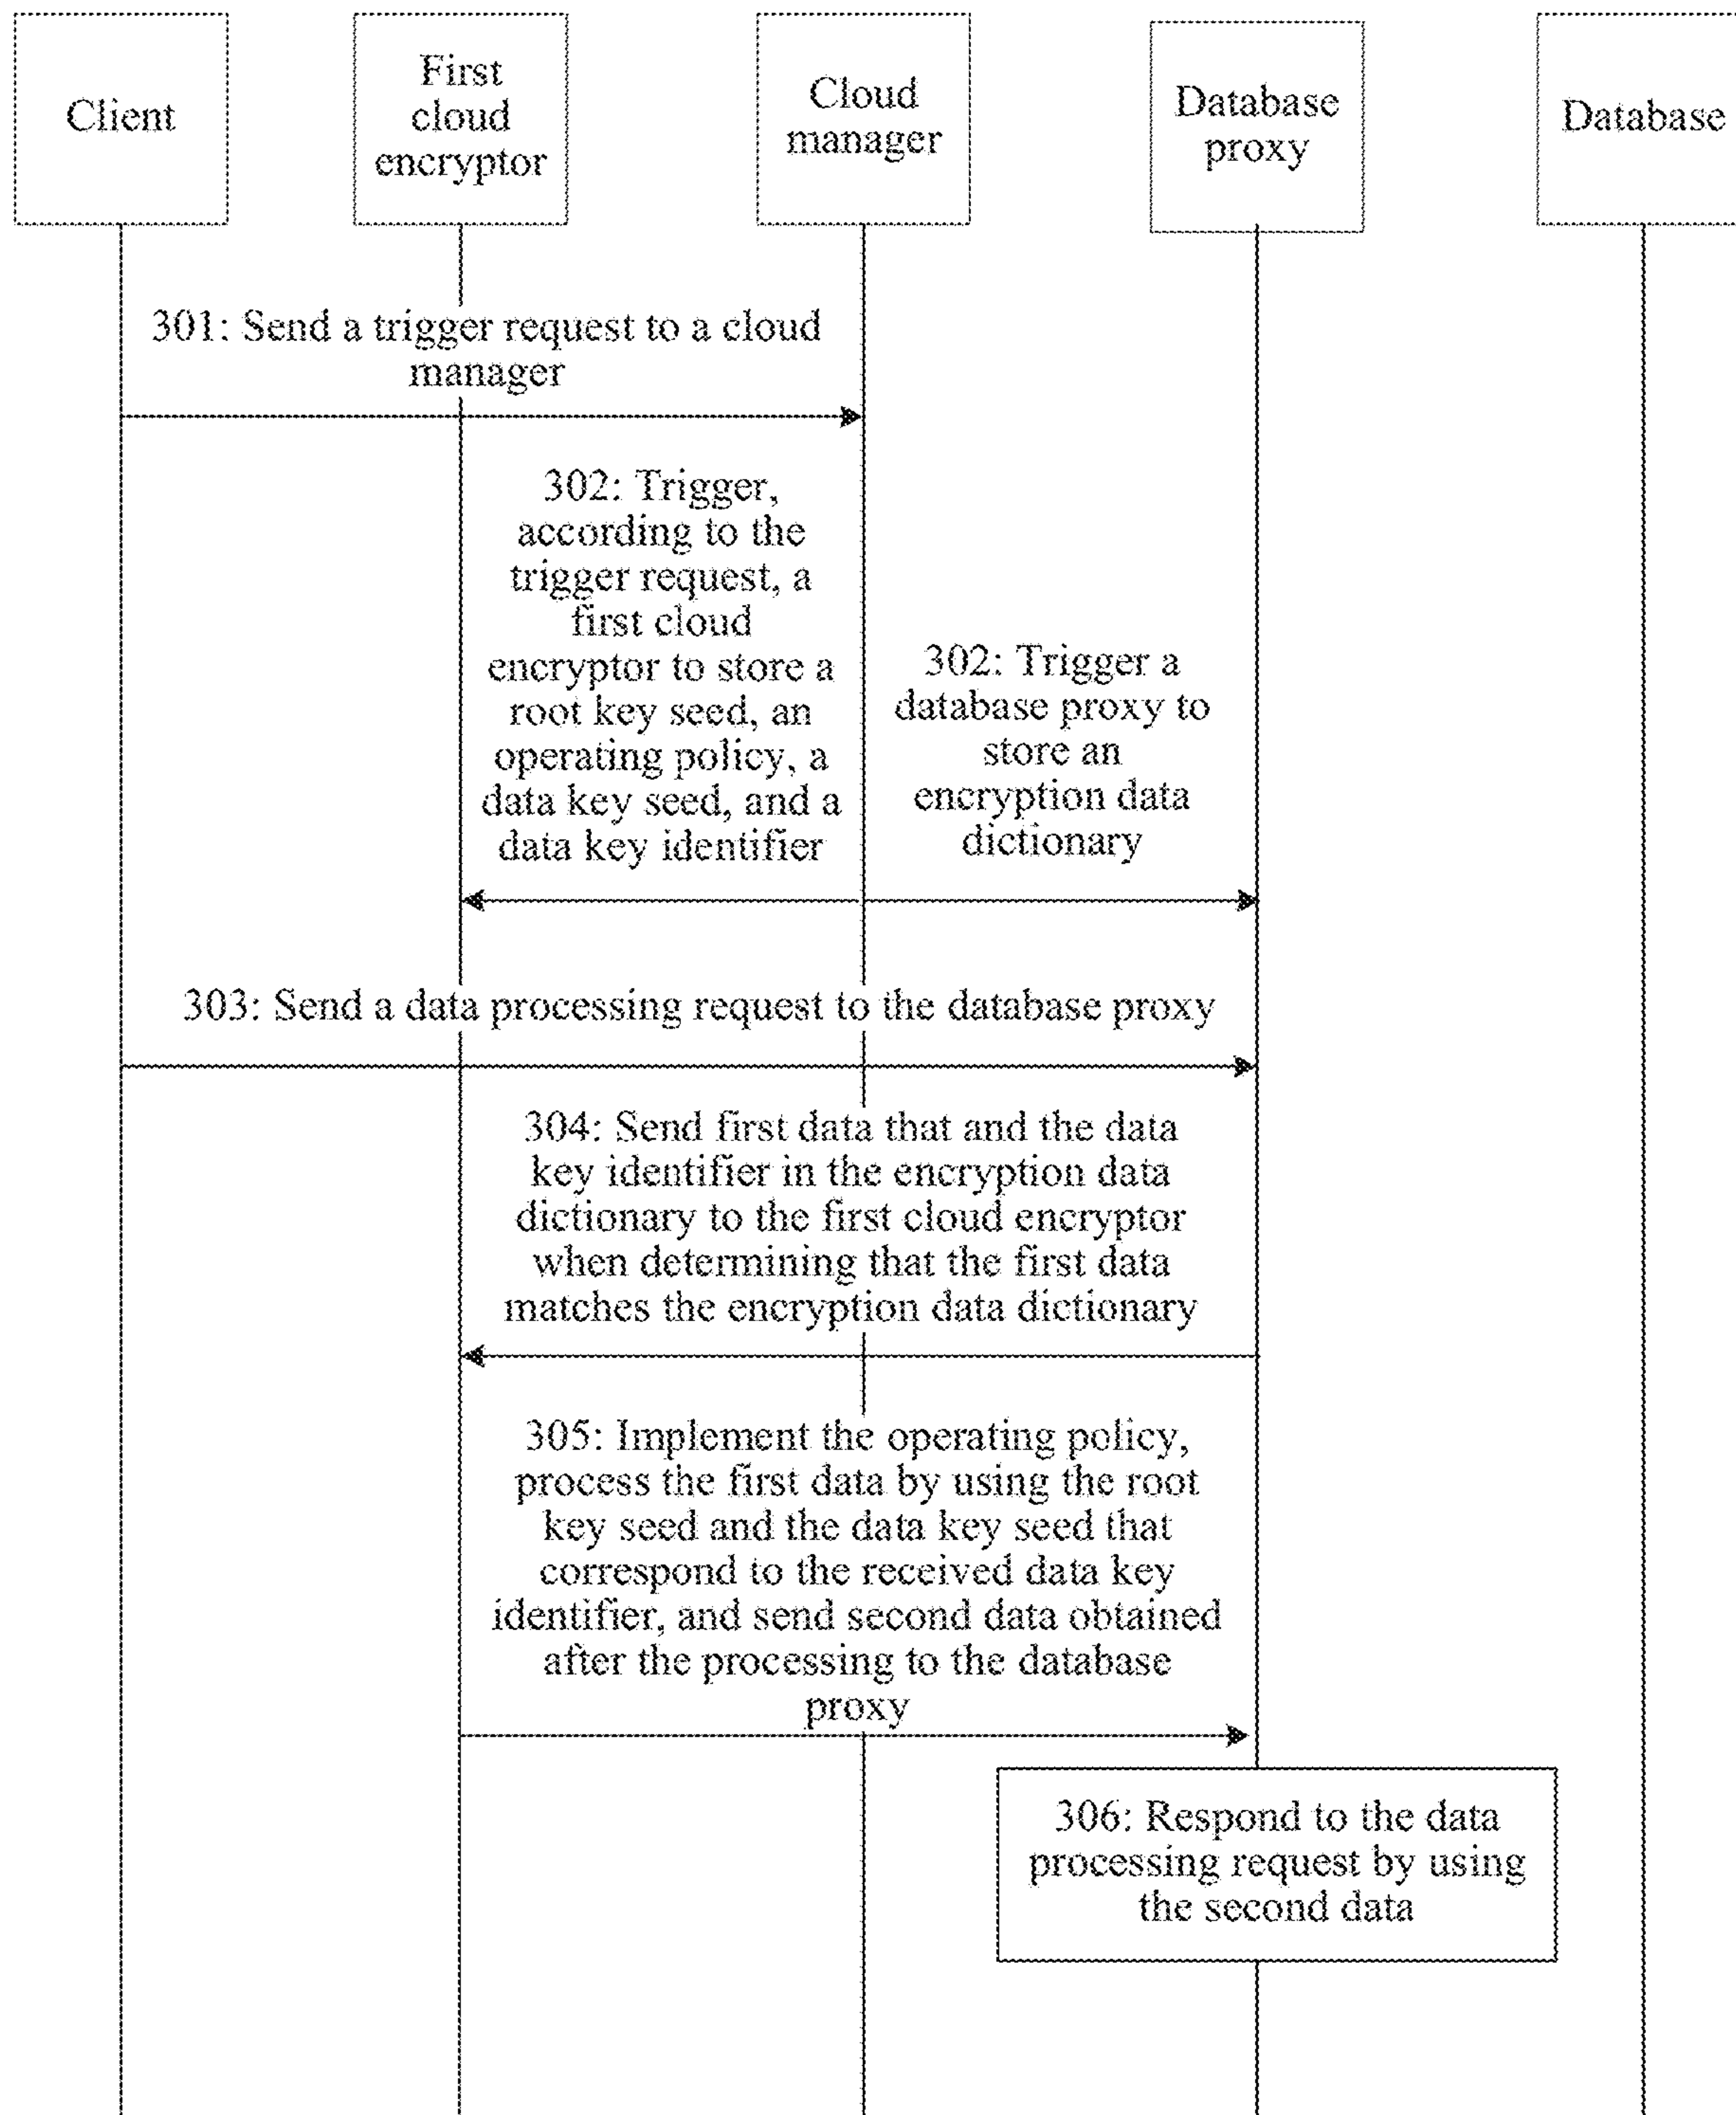 Client
First
cloud
encryptor
Cloud
manager
Database
proxy
Database
301: Send a trigger request to a cloud
manager
302: Trigger,
according to the
trigger request, a
first cloud
encryptor to store a
root key seed, an
operating policy, a
data key seed, and a
data key identifier
302: Trigger a
database proxy to
store an
encryption data
dictionary
303: Send a data processing request to the database proxy
304: Send first data that and the data
key identifier in the encryption data
dictionary to the first cloud encryptor
when determining that the first data
matches the encryption data dictionary
305: Implement the operating policy,
process the first data by using the root
key seed and the data key seed that
correspond to the received data key
identifier, and send second data obtained
after the processing to the database
proxy
306: Respond to the data
processing request by using
the second data